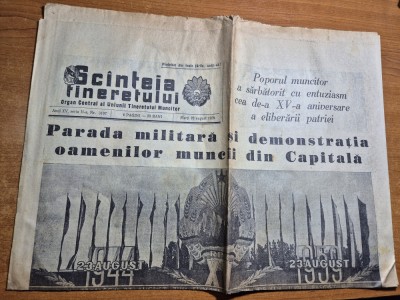 Scînteia
tineretului
Organ Central al Uniunii Tineretului Muncitor
Poporul muncitor
a sărbătorit cu entuziasm
cea de-a XV-a aniversare
a eliberării patriei
Parada militară și demonstrația
oamenilor muncii din Capitală
1944
23 AUGUST
1959
23 AUGUST